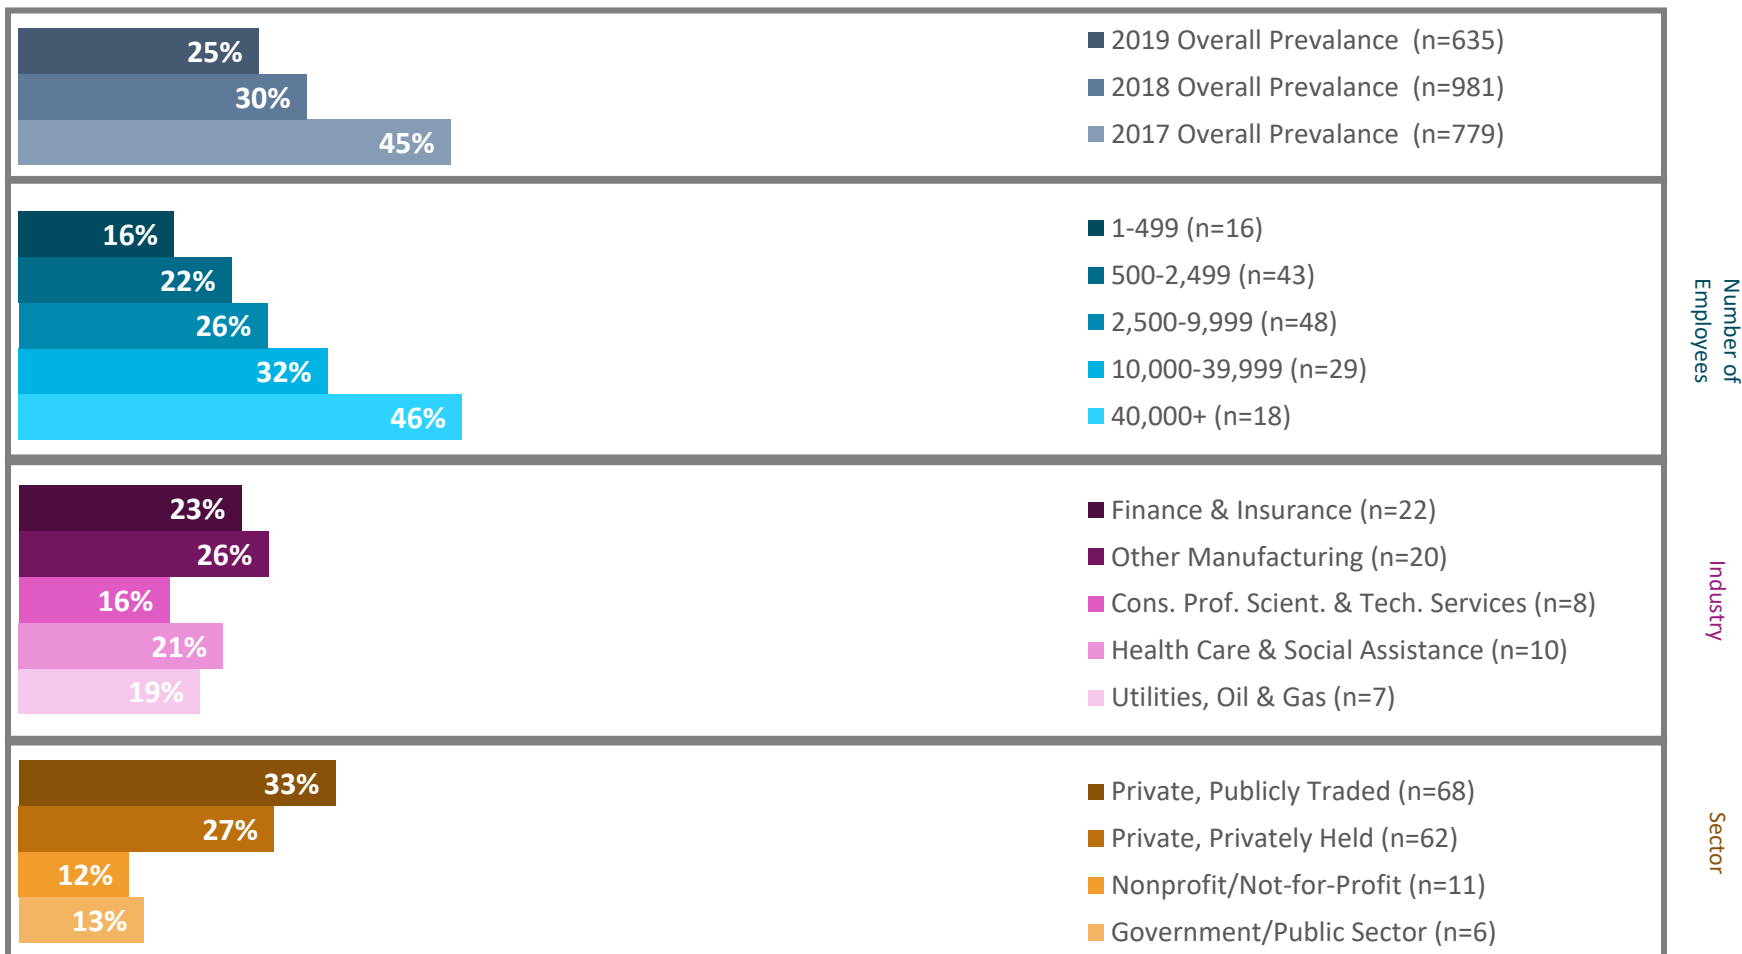 25%
30%
45%
2019 Overall Prevalance (n=635)
2018 Overall Prevalance (n=981)
2017 Overall Prevalance (n=779)
16%
22%
26%
32%
46%
1-499 (n=16)
500-2,499 (n=43)
2,500-9,999 (n=48)
10,000-39,999 (n=29)
40,000+ (n=18)
Number of
Employees
23%
26%
16%
21%
19%
Finance & Insurance (n=22)
Other Manufacturing (n=20)
Cons. Prof. Scient. & Tech. Services (n=8)
Health Care & Social Assistance (n=10)
Utilities, Oil & Gas (n=7)
Industry
33%
27%
12%
13%
Private, Publicly Traded (n=68)
Private, Privately Held (n=62)
Nonprofit/Not-for-Profit (n=11)
Government/Public Sector (n=6)
Sector